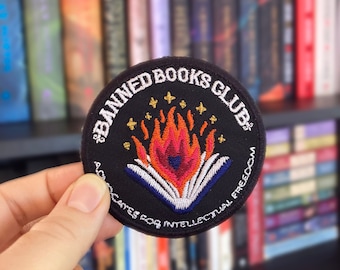 BANNED BOOKS CLUB
ADVOCATES FOR INTELLECTUAL FREEDOM